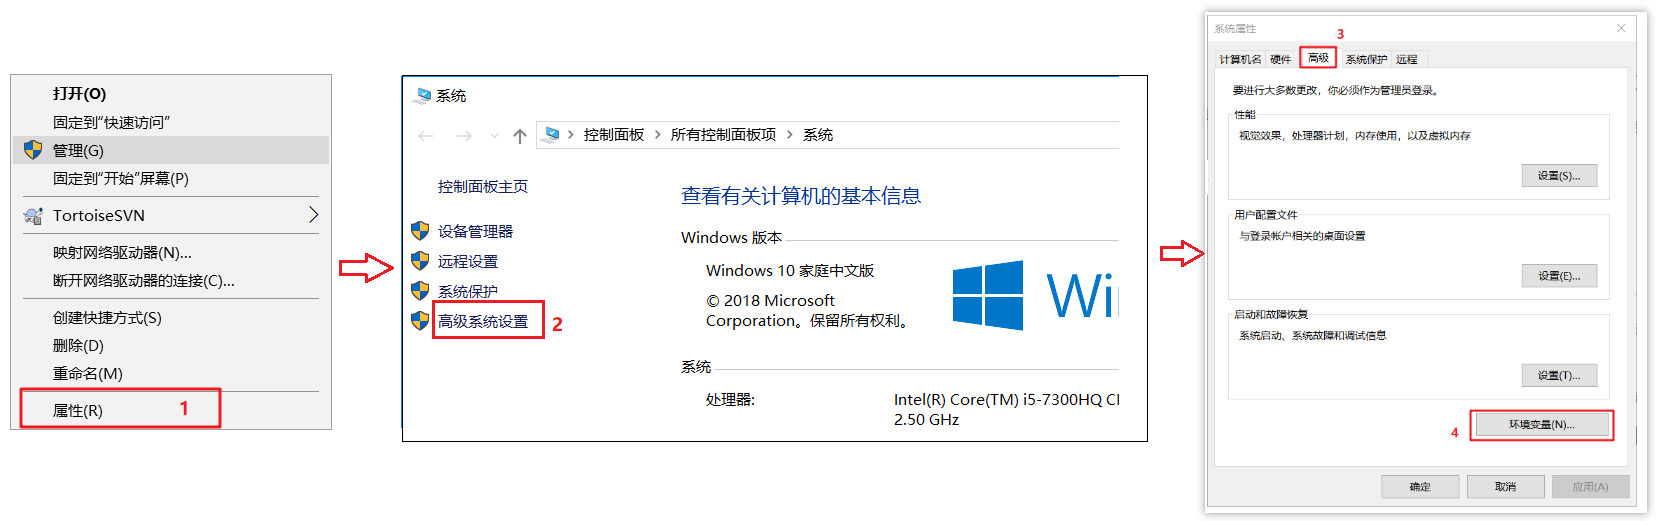 打开(O)
固定到“快速访问”
管理(G)
固定到“开始”屏幕(P)
TortoiseSVN
映射网络驱动器(N)...
断开网络驱动器的连接(C)...
创建快捷方式(S)
删除(D)
重命名(M)
属性(R)
1
系统
控制面板
所有控制面板项
系统
控制面板主页
设备管理器
远程设置
系统保护
高级系统设置
2
查看有关计算机的基本信息
Windows 版本
Windows 10 家庭中文版
© 2018 Microsoft
Corporation。保留所有权利。
Wi
系统
处理器:
Intel(R) Core(TM) i5-7300HQ CI
2.50 GHz
系统属性
3
计算机名 硬件 高级 系统保护 远程
要进行大多数更改，你必须作为管理员登录。
性能
视觉效果，处理器计划，内存使用，以及虚拟内存
设置(S)...
用户配置文件
与登录帐户相关的桌面设置
设置(E)...
启动和故障恢复
系统启动、系统故障和调试信息
设置(T)...
4
环境变量(N)...
确定
取消
应用(A)